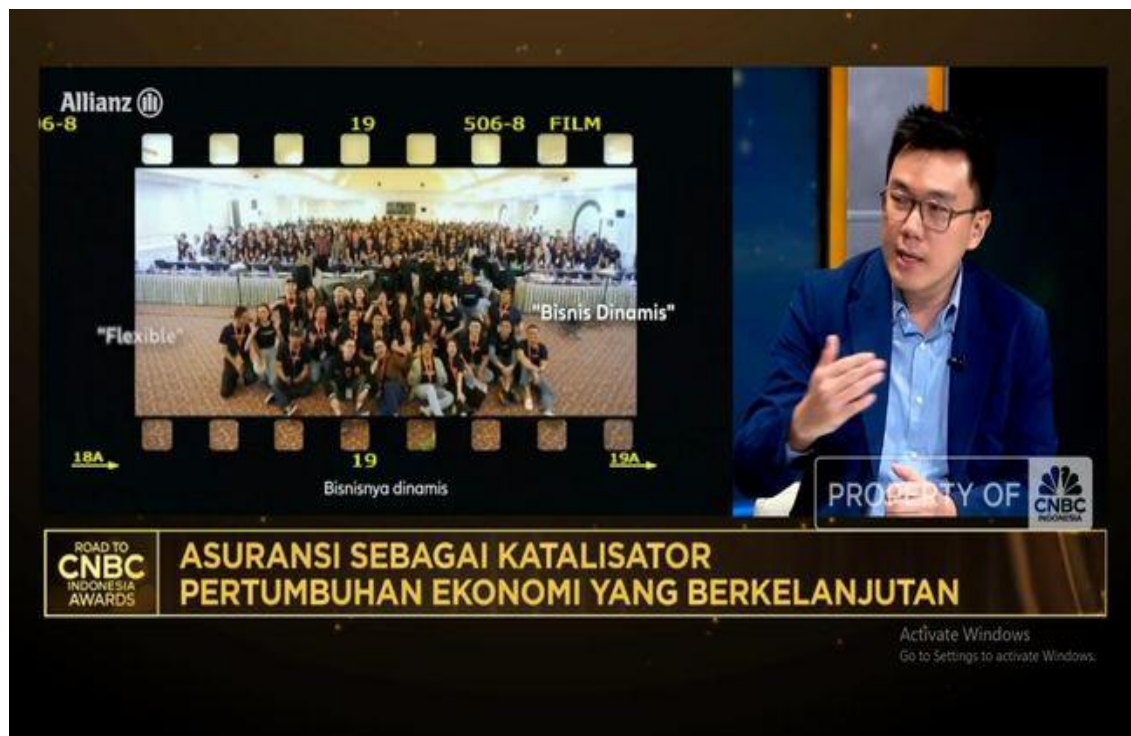 Allianz
6-8
19
506-8
FILM
"Bisnis Dinamis"
"Flexible"
18A
19
19A
Bisnisnya dinamis
PROPERTY OF
CNBC
INDONESIA
ROAD TO
CNBC
INDONESIA
AWARDS
ASURANSI SEBAGAI KATALISATOR
PERTUMBUHAN EKONOMI YANG BERKELANJUTAN
Activate Windows
Go to Settings to activate Windows.